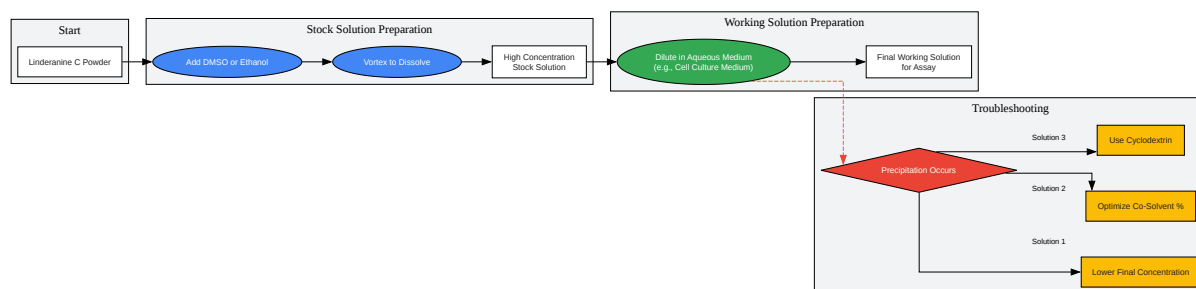 Start
Linderanine C Powder
Stock Solution Preparation
Add DMSO or Ethanol
Vortex to Dissolve
High Concentration
Stock Solution
Working Solution Preparation
Dilute in Aqueous Medium
(e.g., Cell Culture Medium)
Final Working Solution
for Assay
Troubleshooting
Precipitation Occurs
Solution 3
Use Cyclodextrin
Solution 2
Optimize Co-Solvent %
Solution 1
Lower Final Concentration